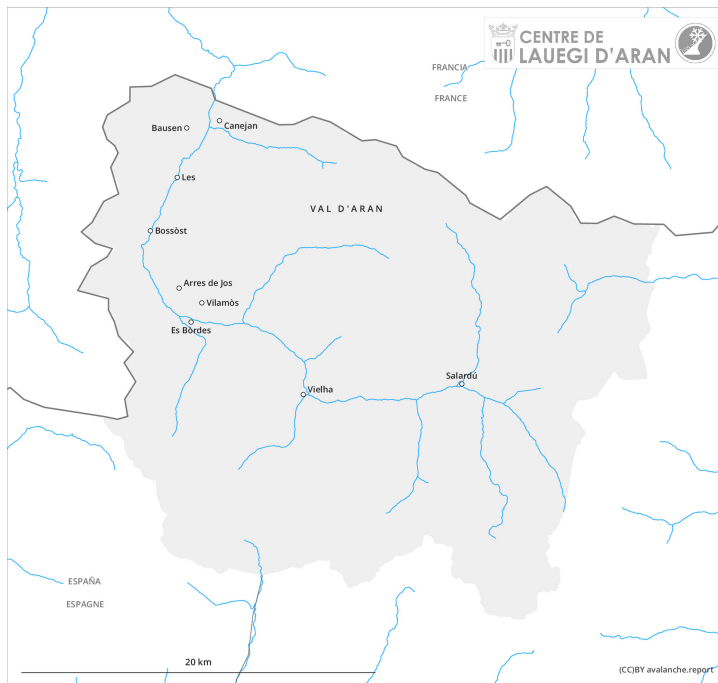 CENTRE DE
LAUEGI D'ARAN
FRANCIA
FRANCE
Canejan
Bausen
Les
VAL D'ARAN
Bossòst
Arres de Jos
Vilamòs
Es Bòrdes
Salardú
Vielha
ESPAÑA
ESPAGNE
20 km
(CC)BY avalanche.report